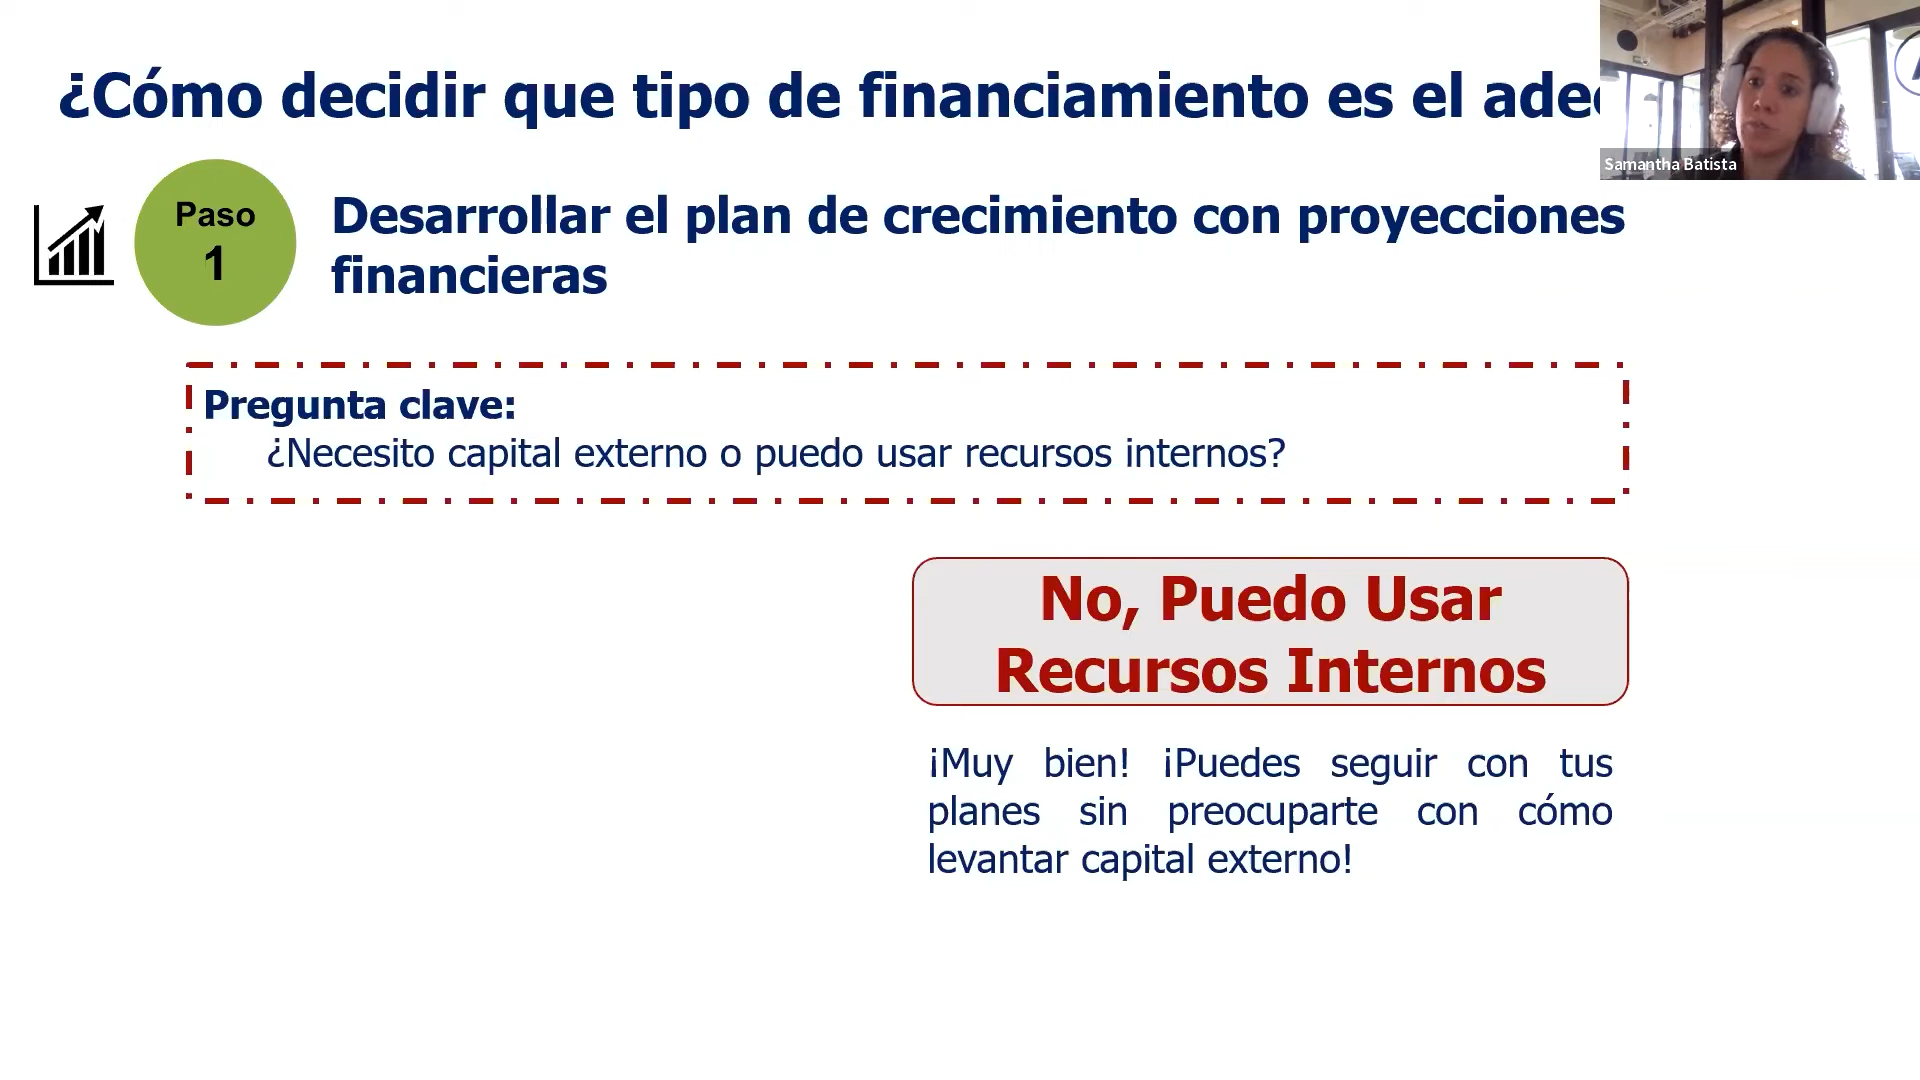 ¿Cómo decidir que tipo de financiamiento es el
Samantha Batista
Paso
1
Desarrollar el plan de crecimiento con proyecciones
financieras
Pregunta clave:
¿Necesito capital externo o puedo usar recursos internos?
No, Puedo Usar
Recursos Internos
¡Muy bien! ¡Puedes seguir con tus
planes sin preocuparte con cómo
levantar capital externo!